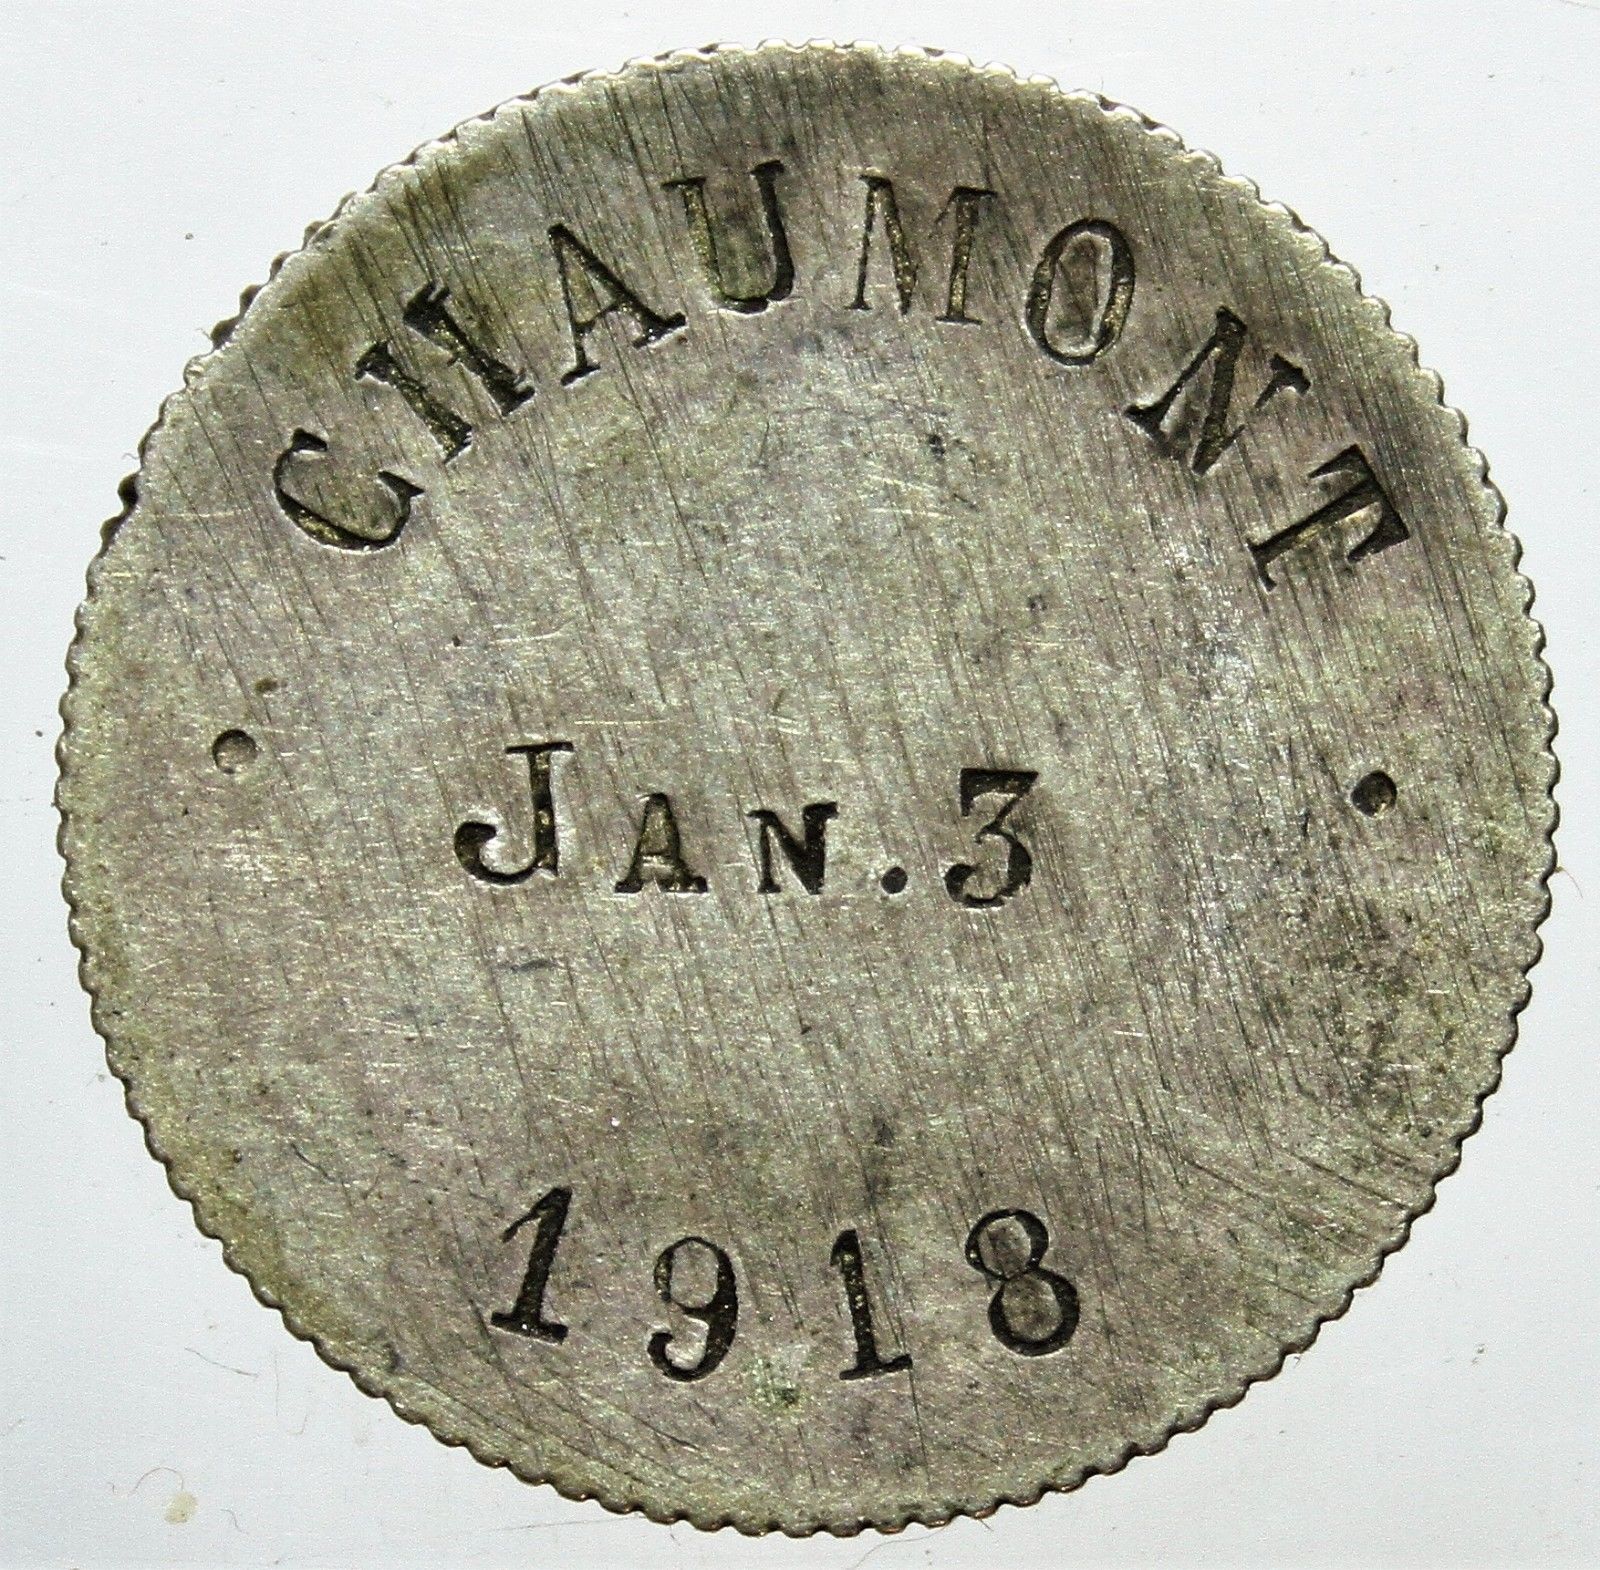 CHAUMONT
JAN. 3
1918